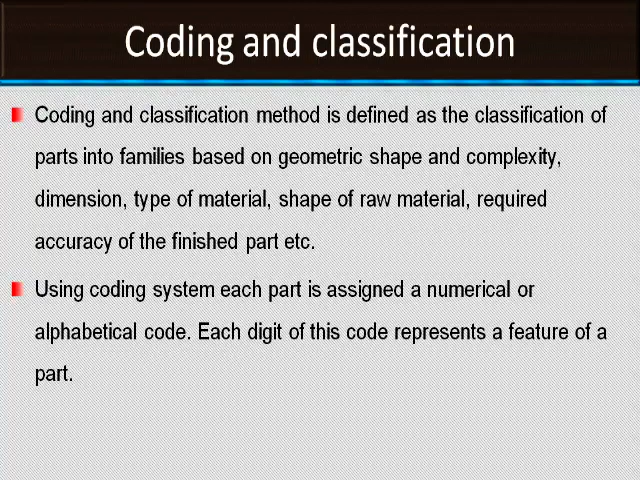 Coding and classification
Coding and classification method is defined as the classification of
parts into families based on geometric shape and complexity,
dimension, type of material, shape of raw material, required
accuracy of the finished part etc.
Using coding system each part is assigned a numerical or
alphabetical code. Each digit of this code represents a feature of a
part.